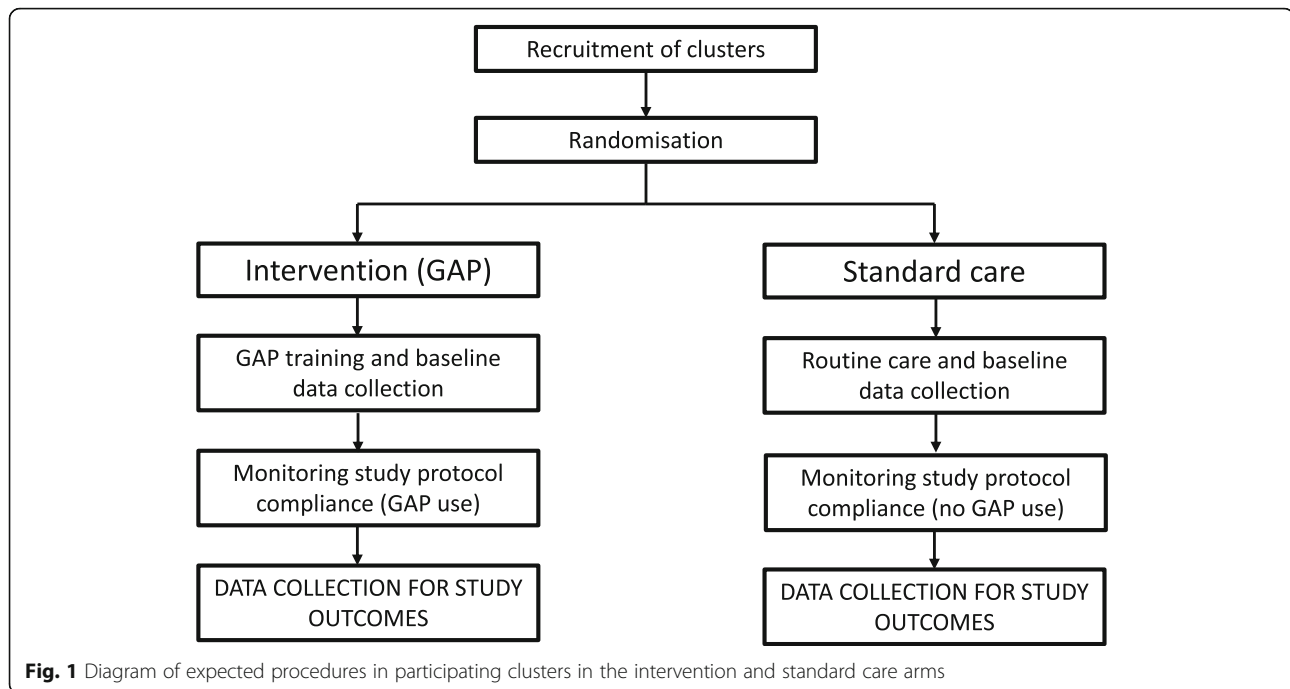 Recruitment of clusters
Randomisation
Intervention (GAP)
GAP training and baseline
data collection
Monitoring study protocol
compliance (GAP use)
DATA COLLECTION FOR STUDY
OUTCOMES
Standard care
Routine care and baseline
data collection
Monitoring study protocol
compliance (no GAP use)
DATA COLLECTION FOR STUDY
OUTCOMES
Fig. 1 Diagram of expected procedures in participating clusters in the intervention and standard care arms